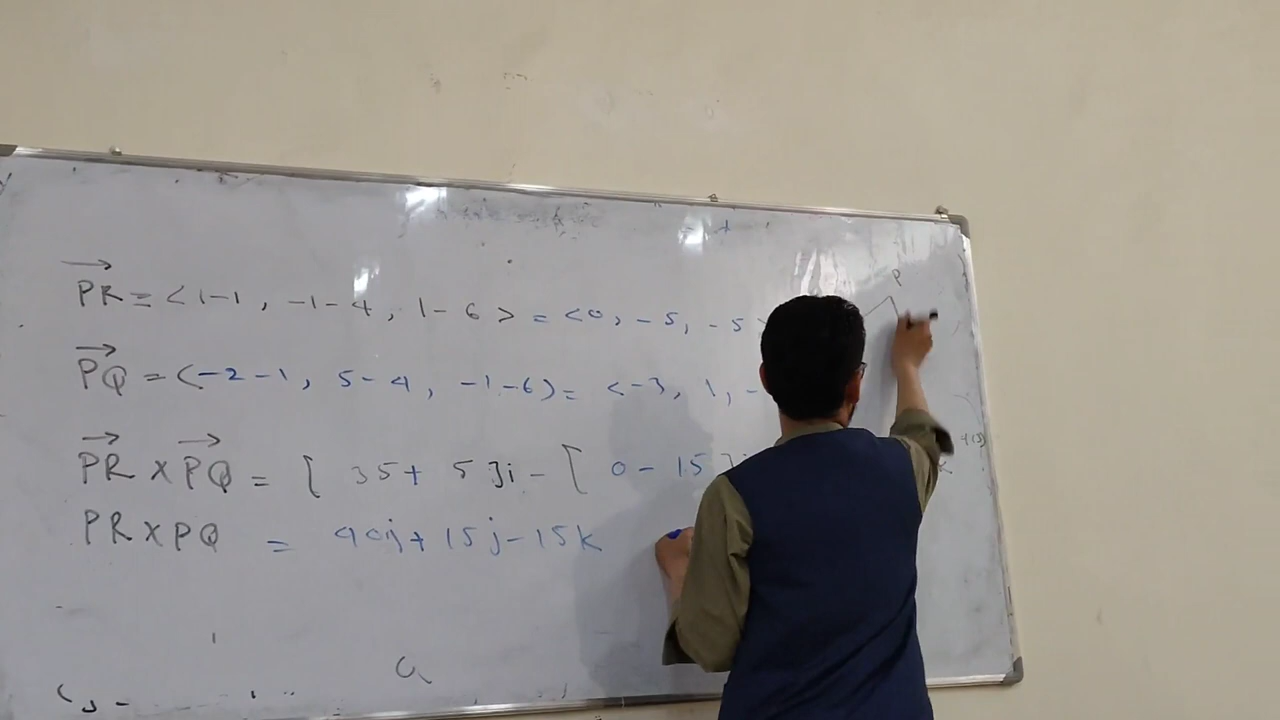 PR = <1-1, -1-4, 1-6> = <0, -5, -5
PQ = (-2-1, 5-4, -1-6) = <-3, 1, -
PR × PQ = [ 35 + 5]i - [ 0 - 15]
PR × PQ = 40i + 15j - 15k
P